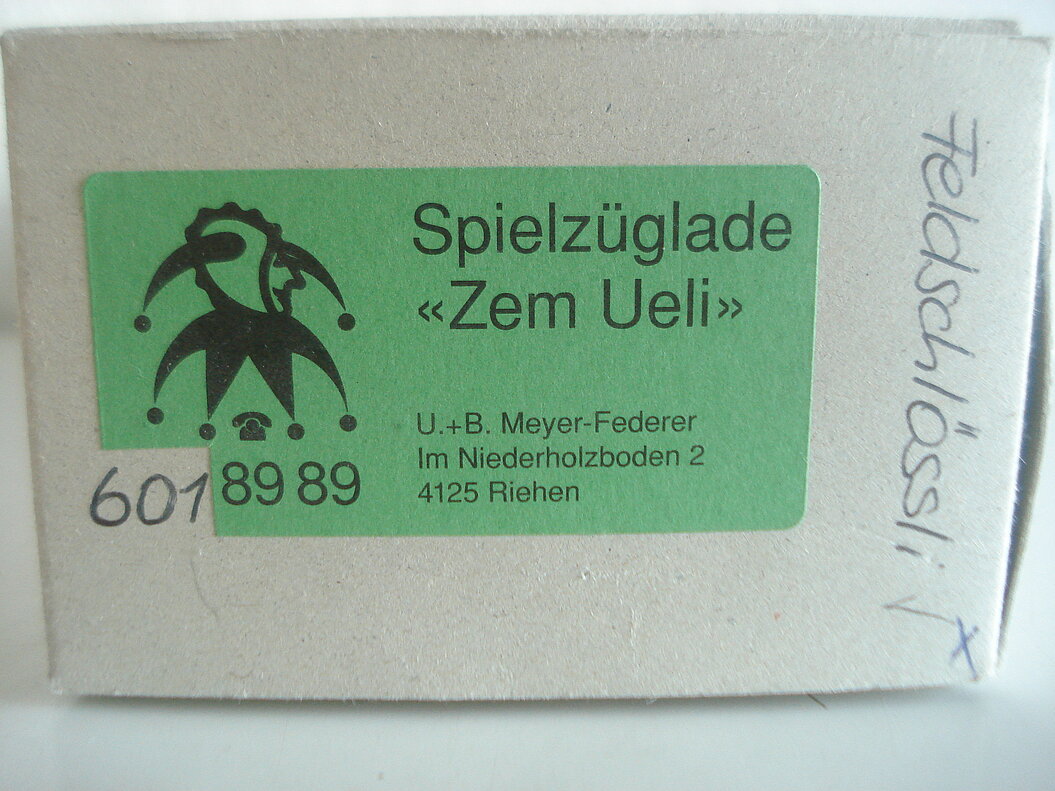 Spielzüglade
«Zem Ueli»
601 89 89
U.+B. Meyer-Federer
Im Niederholzboden 2
4125 Riehen
Feldschlössli